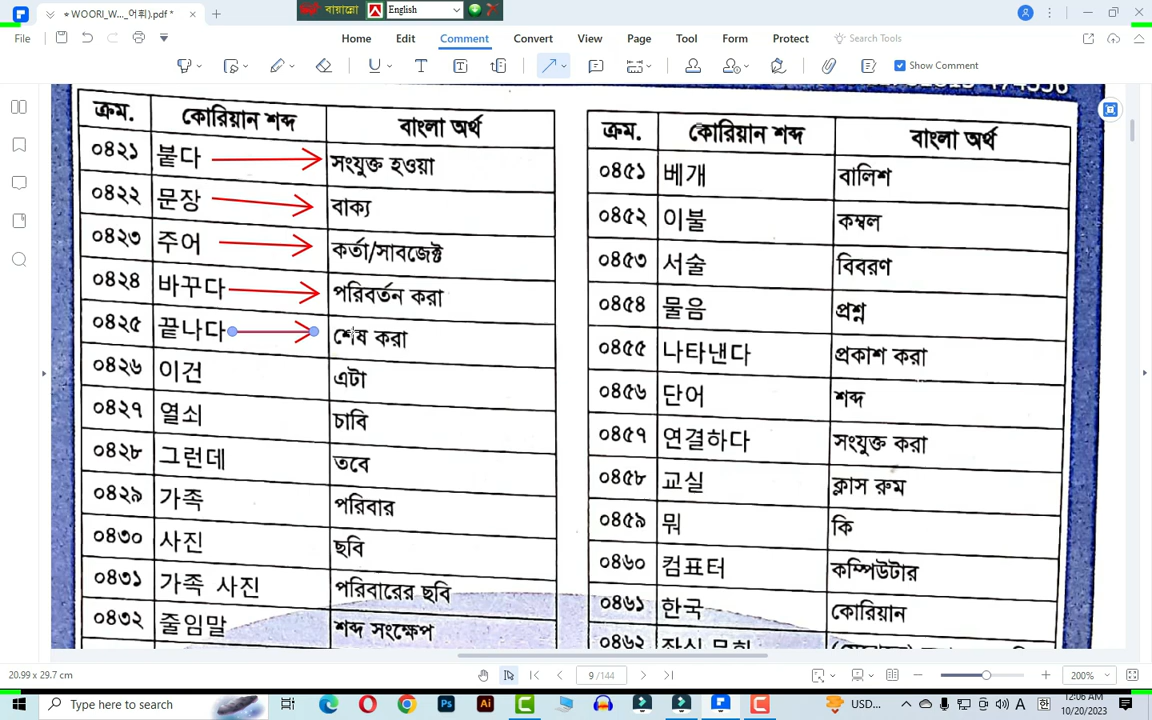 * WOORI_W..._어휘).pdf *
বায়ান্নো
English
File
Home
Edit
Comment
Convert
View
Page
Tool
Form
Protect
Search Tools
Show Comment
ক্রম. কোরিয়ান শব্দ বাংলা অর্থ
০৪২১ 붙다 সংযুক্ত হওয়া
০৪২২ 문장 বাক্য
০৪২৩ 주어 কর্তা/সাবজেক্ট
০৪২৪ 바꾸다 পরিবর্তন করা
০৪২৫ 끝나다 শেষ করা
০৪২৬ 이건 এটা
০৪২৭ 열쇠 চাবি
০৪২৮ 그런데 তবে
০৪২৯ 가족 পরিবার
০৪৩০ 사진 ছবি
০৪৩১ 가족 사진 পরিবারের ছবি
০৪৩২ 줄임말 শব্দ সংক্ষেপ
ক্রম. কোরিয়ান শব্দ বাংলা অর্থ
০৪৫১ 베개 বালিশ
০৪৫২ 이불 কম্বল
০৪৫৩ 서술 বিবরণ
০৪৫৪ 물음 প্রশ্ন
০৪৫৫ 나타낸다 প্রকাশ করা
০৪৫৬ 단어 শব্দ
০৪৫৭ 연결하다 সংযুক্ত করা
০৪৫৮ 교실 ক্লাস রুম
০৪৫৯ 뭐 কি
০৪৬০ 컴표터 কম্পিউটার
০৪৬১ 한국 কোরিয়ান
০৪৬২
20.99 x 29.7 cm
9 /144
200%
Type here to search
USD...
12:06 AM
10/20/2023